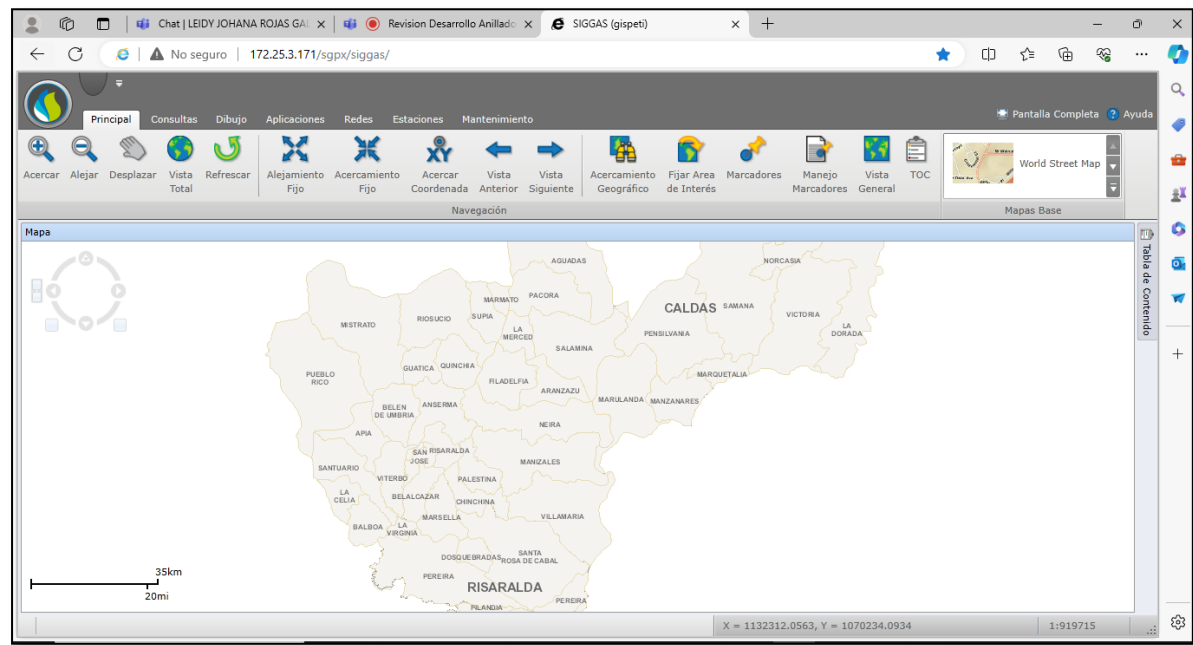 Chat | LEIDY JOHANA ROJAS GAL
Revision Desarrollo Anillado
SIGGAS (gispeti)
No seguro
172.25.3.171/sgpx/siggas/
Principal
Consultas
Dibujo
Aplicaciones
Redes
Estaciones
Mantenimiento
Pantalla Completa
Ayuda
Acercar
Alejar
Desplazar
Vista
Total
Refrescar
Alejamiento
Fijo
Acercamiento
Fijo
Acercar
Coordenada
Vista
Anterior
Vista
Siguiente
Acercamiento
Geográfico
Fijar Area
de Interés
Marcadores
Manejo
Marcadores
Vista
General
TOC
World Street Map
Navegación
Mapas Base
Mapa
Tabla de Contenido
AGUADAS
NORCASIA
MARMATO
PACORA
CALDAS
SAMANA
VICTORIA
RIOSUCIO
SUPIA
MISTRATO
LA
MERCED
PENSILVANIA
LA
DORADA
SALAMINA
PUEBLO
RICO
GUATICA
QUINCHIA
FILADELFIA
MARQUETALIA
ARANZAZU
MARULANDA
MANZANARES
BELEN
DE UMBRIA
ANSERMA
NEIRA
APIA
SAN
JOSE
RISARALDA
SANTUARIO
MANIZALES
VITERBO
PALESTINA
LA
CELIA
BELALCAZAR
CHINCHINA
MARSELLA
VILLAMARIA
BALBOA
LA
VIRGINIA
DOSQUEBRADAS
SANTA
ROSA DE CABAL
PEREIRA
RISARALDA
PEREIRA
FILANDIA
35km
20mi
X = 1132312.0563, Y = 1070234.0934
1:919715